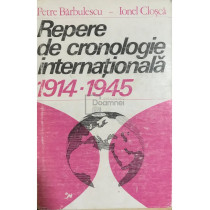 Petre Bărbulescu - Ionel Cloșcă
Repere
de cronologie
internațională
1914·1945
Doamnei